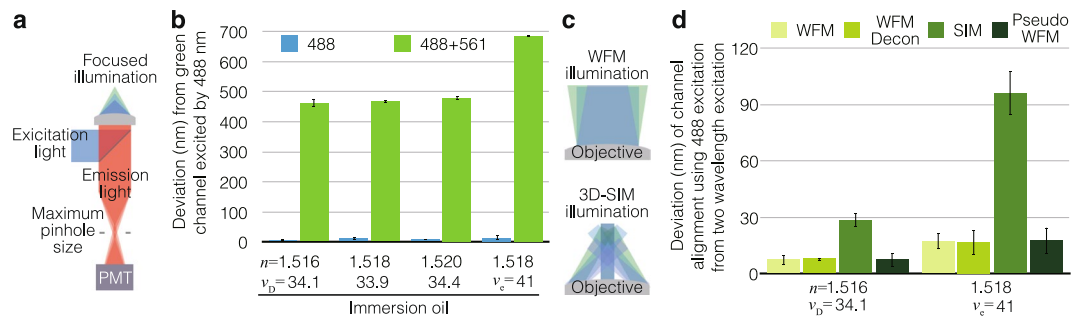 a
Focused
illumination
Exicitation
light
Emission
light
Maximum
pinhole
size
PMT
b
Deviation (nm) from green
channel excited by 488 nm
700
600
500
400
300
200
100
0
488
488+561
n=1.516 1.518 1.520 1.518
vD=34.1 33.9 34.4 ve=41
Immersion oil
c
WFM
illumination
Objective
3D-SIM
illumination
Objective
d
WFM
WFM
Decon
SIM
Pseudo
WFM
Deviation (nm) of channel
alignment using 488 excitation
from two wavelength excitation
120
90
60
30
0
n=1.516 1.518
vD=34.1 ve=41